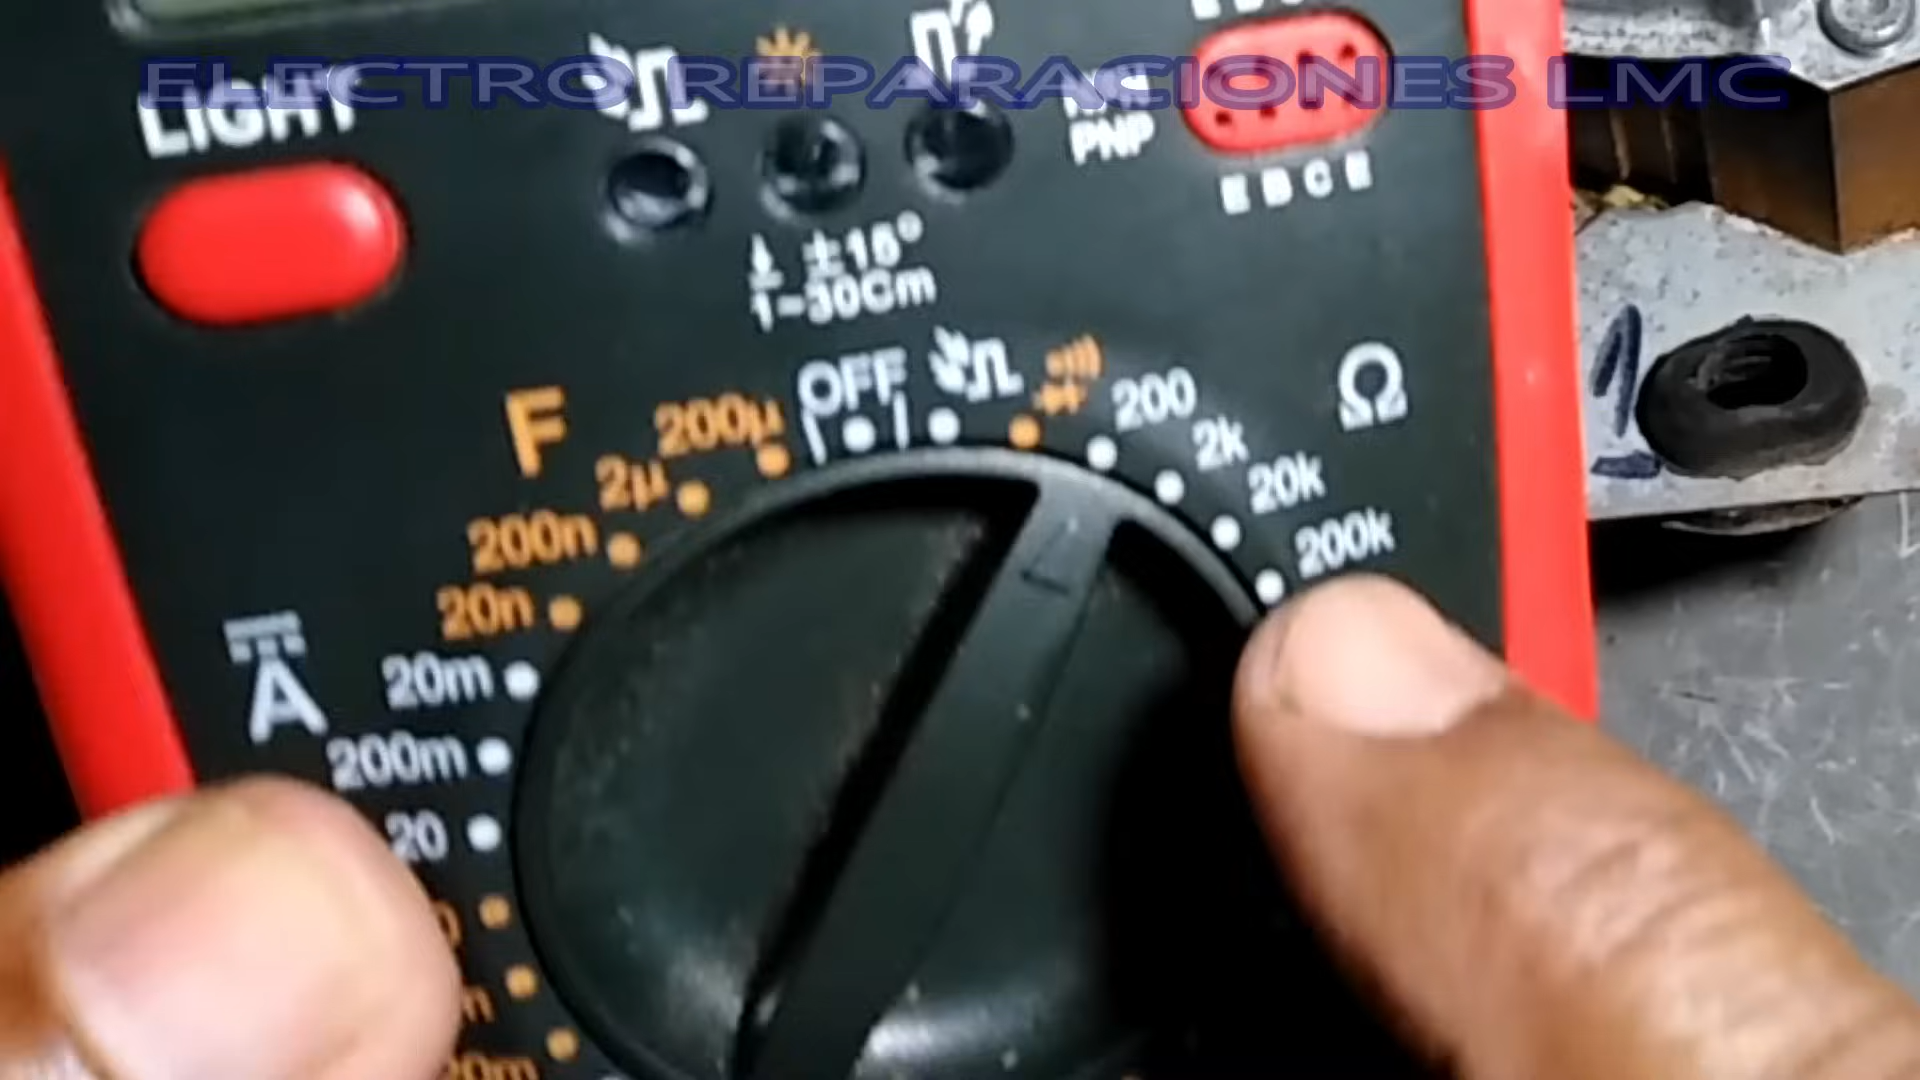 ELECTRO REPARACIONES LMC
LIGHT
PNP
E B C E
±15°
1-30Cm
OFF
F
200µ
2µ
200n
20n
200
2k
20k
200k
Ω
A
20m
200m
20
20m